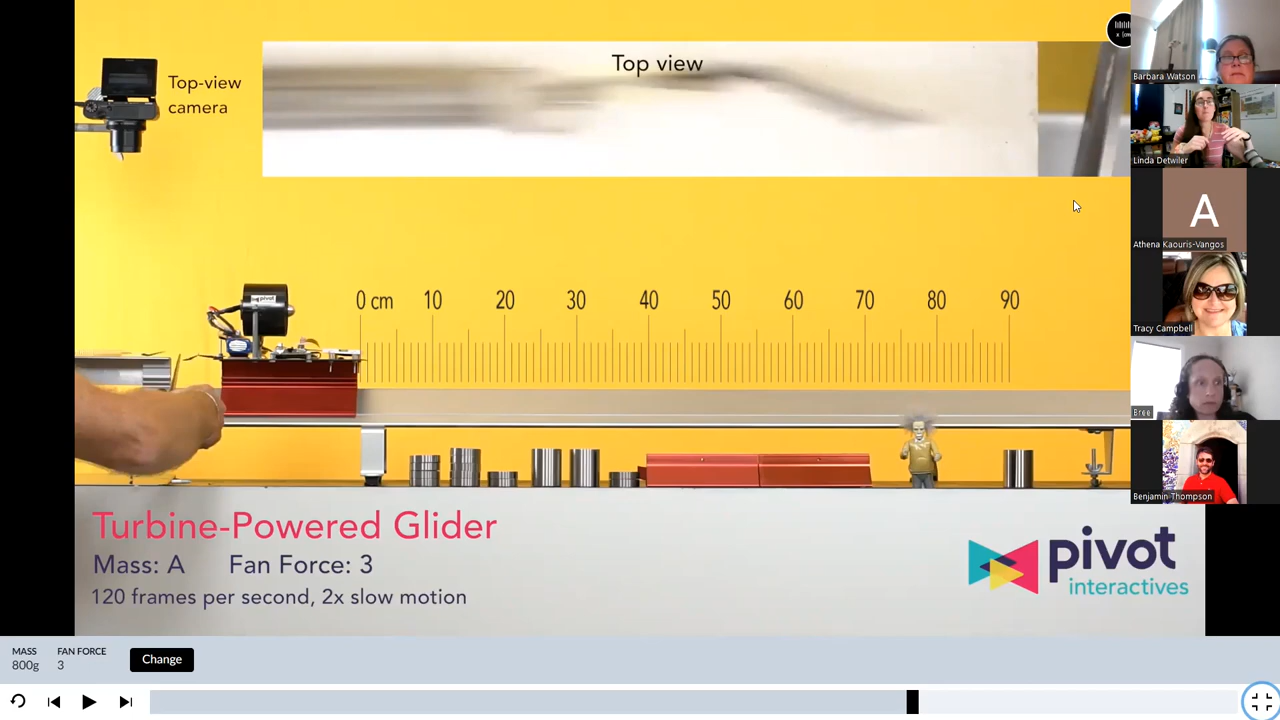 Top view
Top-view
camera
Barbara Watson
Linda Detwiler
A
Athena Kaouris-Vangos
Tracy Campbell
Bree
Benjamin Thompson
pivot
0 cm 10 20 30 40 50 60 70 80 90
Turbine-Powered Glider
Mass: A Fan Force: 3
120 frames per second, 2x slow motion
pivot
interactives
MASS FAN FORCE
800g 3
Change